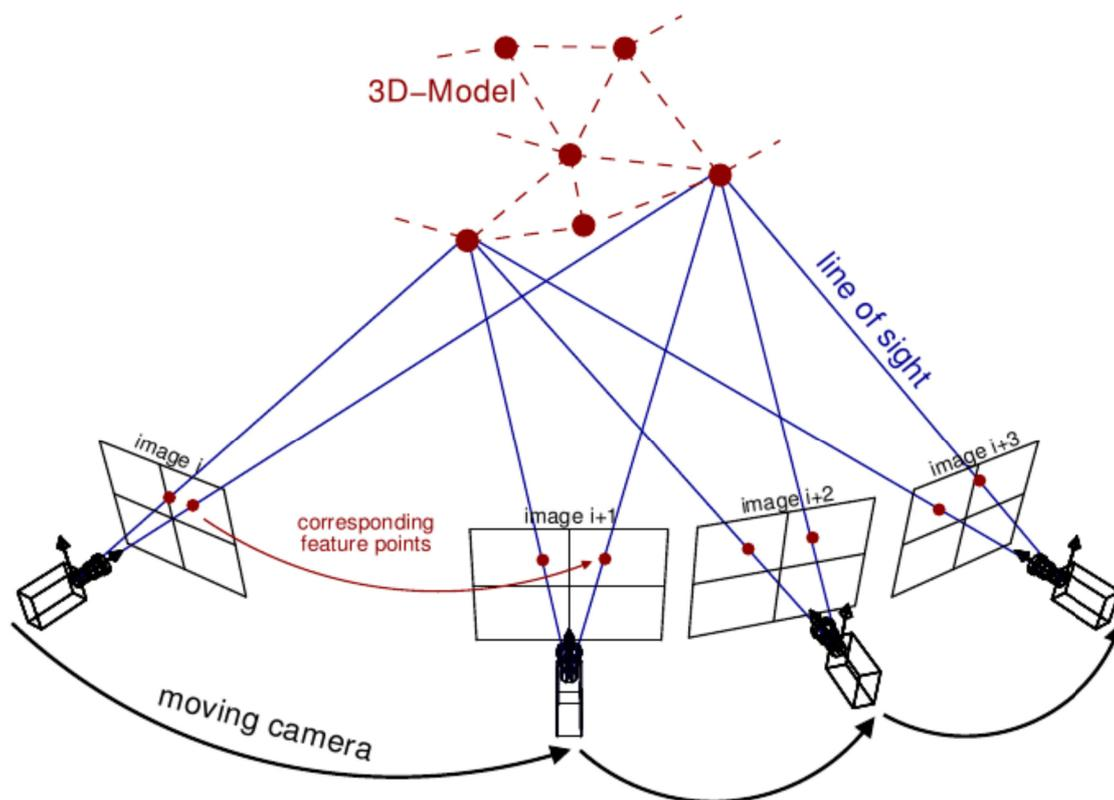 3D–Model
line of sight
image i
image i+1
image i+2
image i+3
corresponding
feature points
moving camera